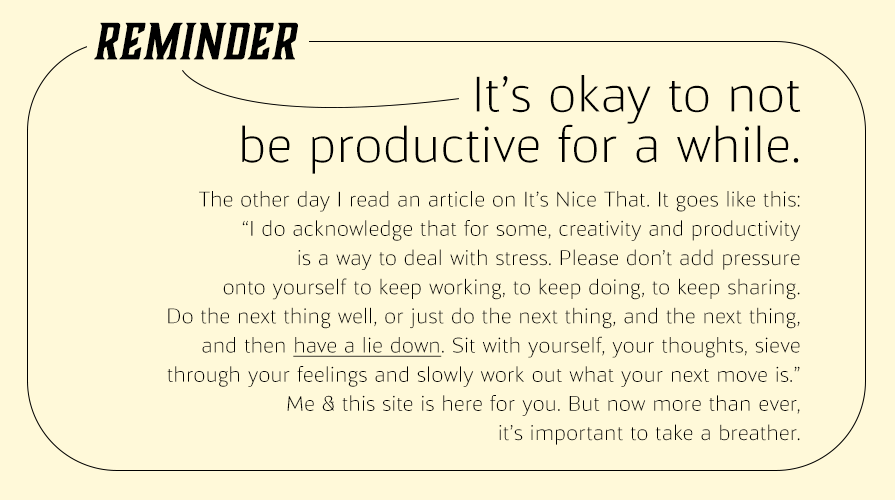 REMINDER
It’s okay to not
be productive for a while.
The other day I read an article on It’s Nice That. It goes like this:
“I do acknowledge that for some, creativity and productivity
is a way to deal with stress. Please don’t add pressure
onto yourself to keep working, to keep doing, to keep sharing.
Do the next thing well, or just do the next thing, and the next thing,
and then have a lie down. Sit with yourself, your thoughts, sieve
through your feelings and slowly work out what your next move is.”
Me & this site is here for you. But now more than ever,
it’s important to take a breather.